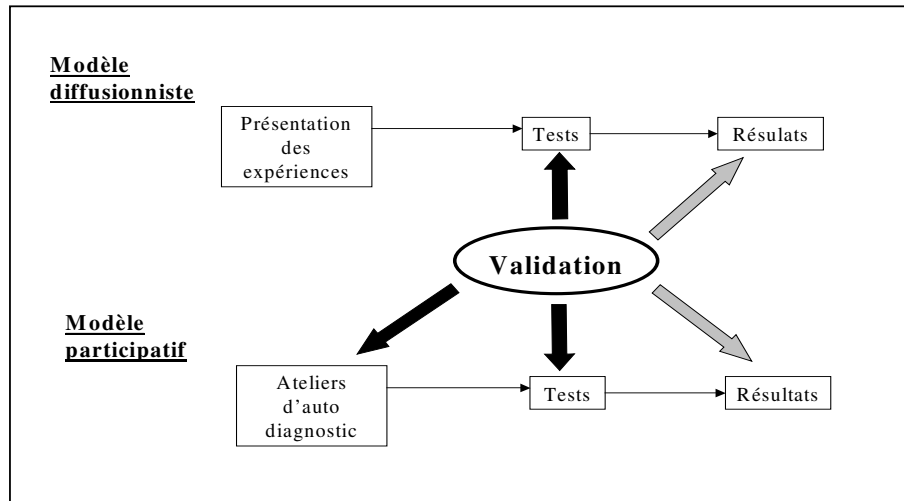 Modèle
diffusionniste
Présentation
des
expériences
Tests
Résulats
Validation
Modèle
participatif
Ateliers
d'auto
diagnostic
Tests
Résultats